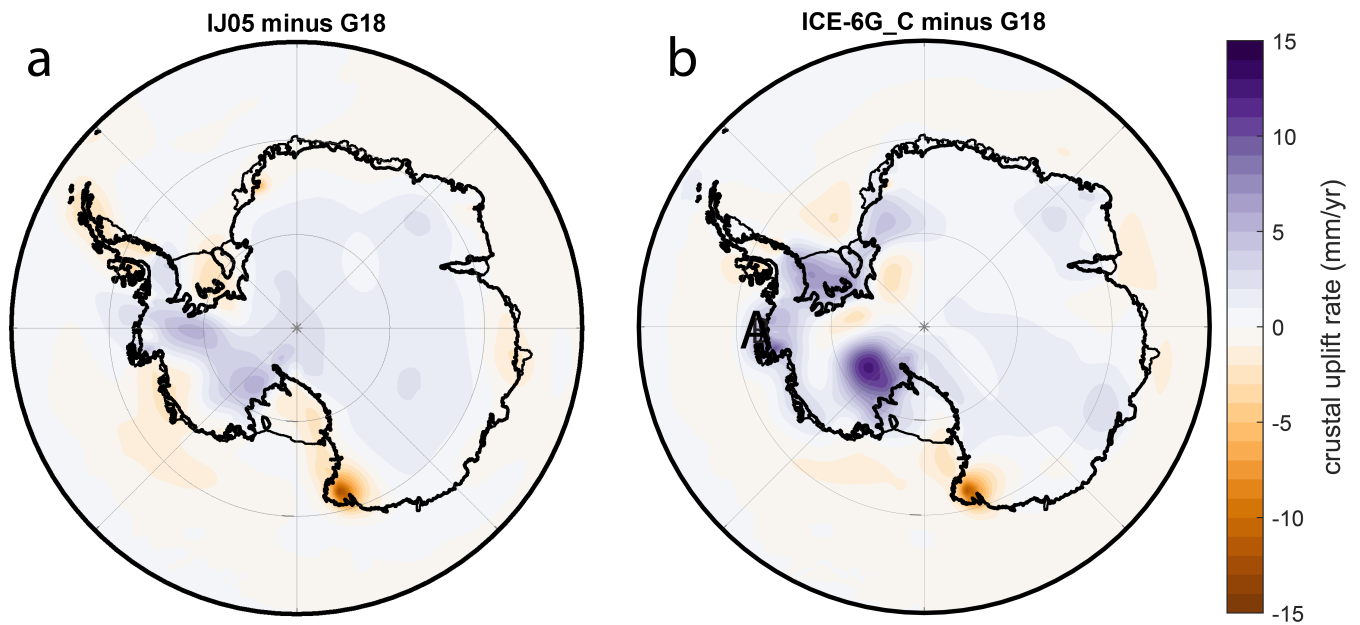 IJ05 minus G18
ICE-6G_C minus G18
a
b
A
15
10
5
0
-5
-10
-15
crustal uplift rate (mm/yr)